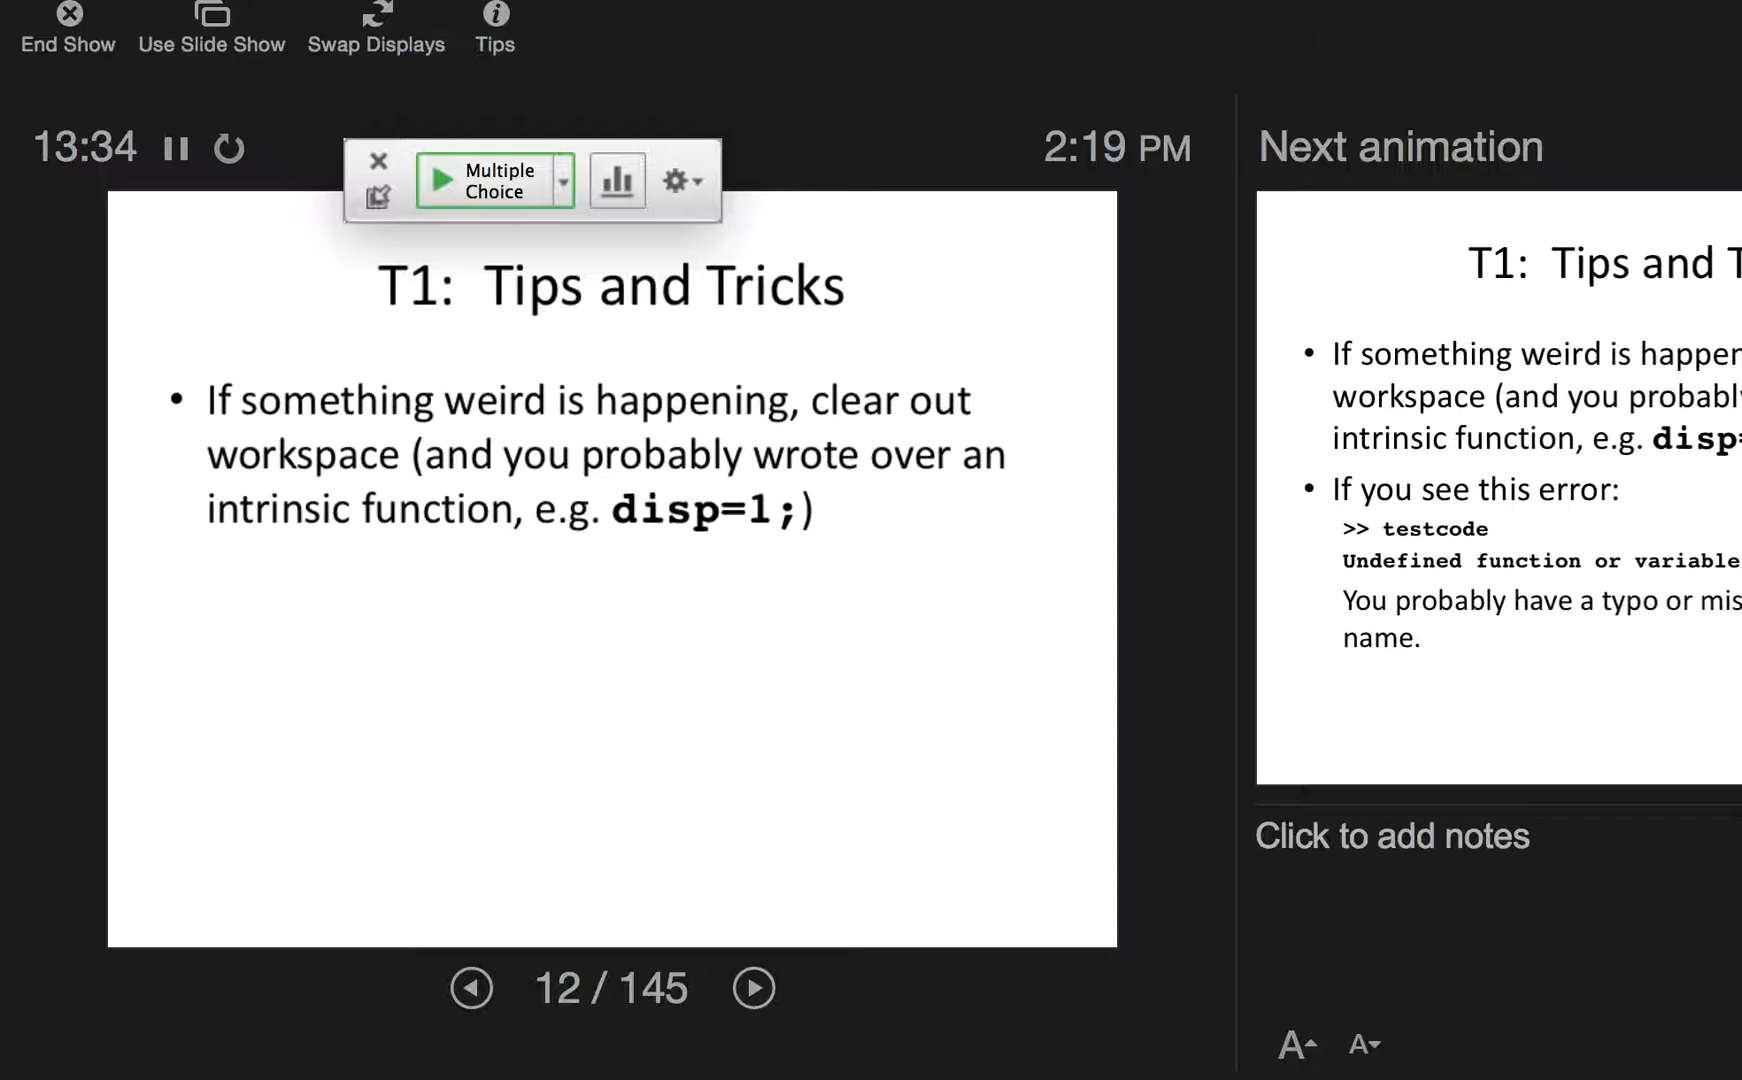 End Show Use Slide Show Swap Displays Tips
13:34
Multiple
Choice
2:19 PM
T1: Tips and Tricks
• If something weird is happening, clear out
workspace (and you probably wrote over an
intrinsic function, e.g. disp=1;)
12 / 145
Next animation
T1: Tips and T
• If something weird is happen
workspace (and you probabl
intrinsic function, e.g. disp=
• If you see this error:
>> testcode
Undefined function or variable
You probably have a typo or mis
name.
Click to add notes
A A